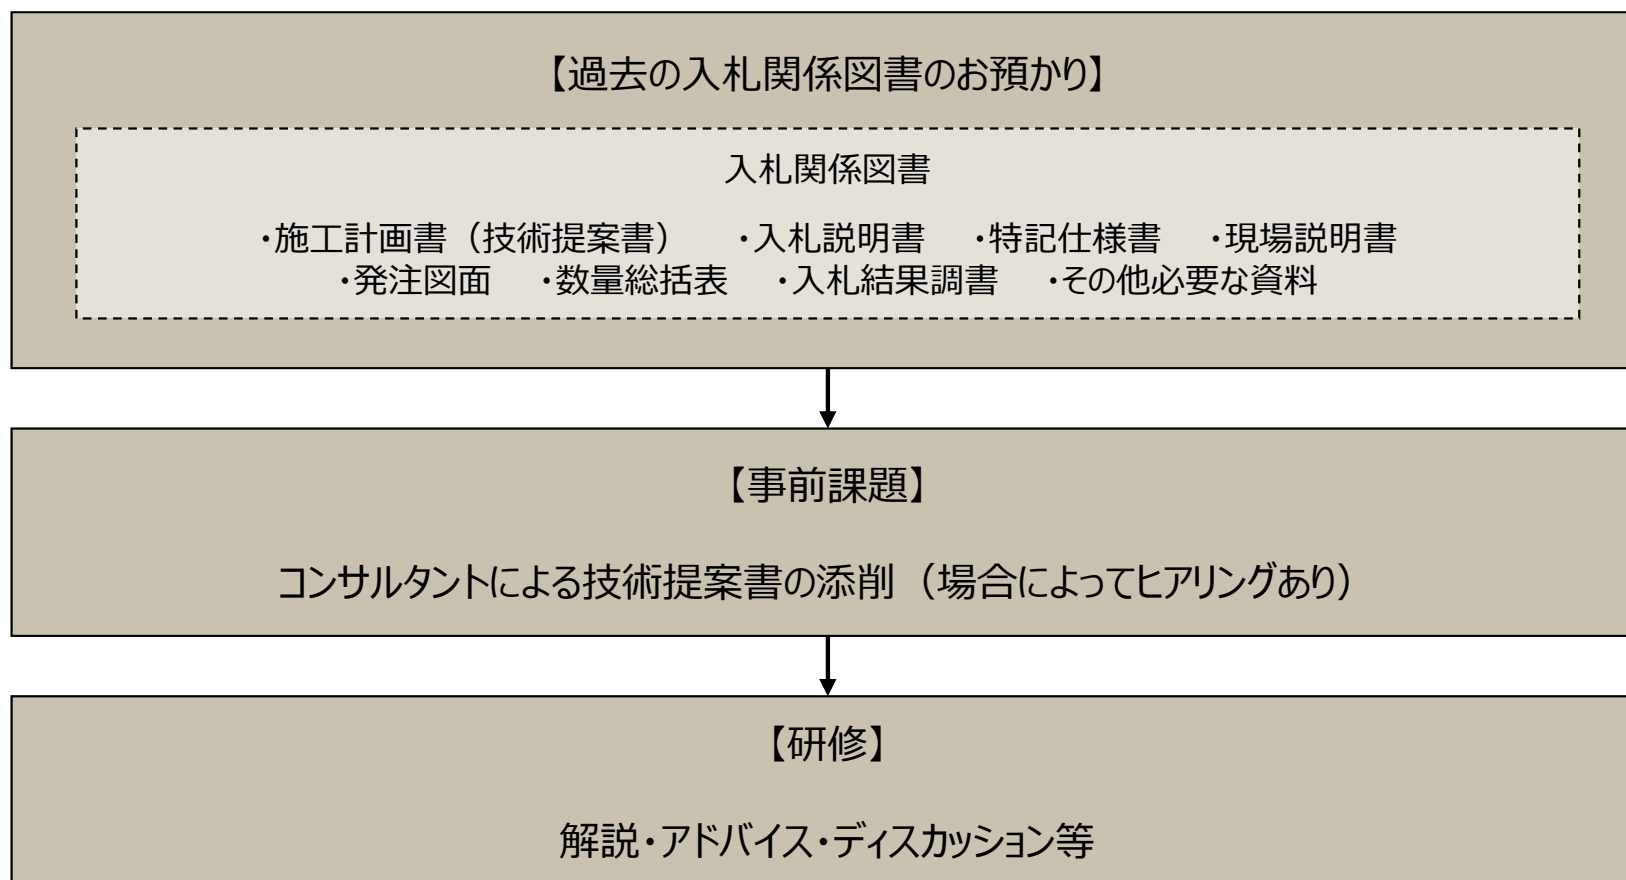 【過去の入札関係図書のお預かり】
入札関係図書
・施工計画書（技術提案書）　・入札説明書　・特記仕様書　・現場説明書
・発注図面　・数量総括表　・入札結果調書　・その他必要な資料
【事前課題】
コンサルタントによる技術提案書の添削（場合によってヒアリングあり）
【研修】
解説・アドバイス・ディスカッション等